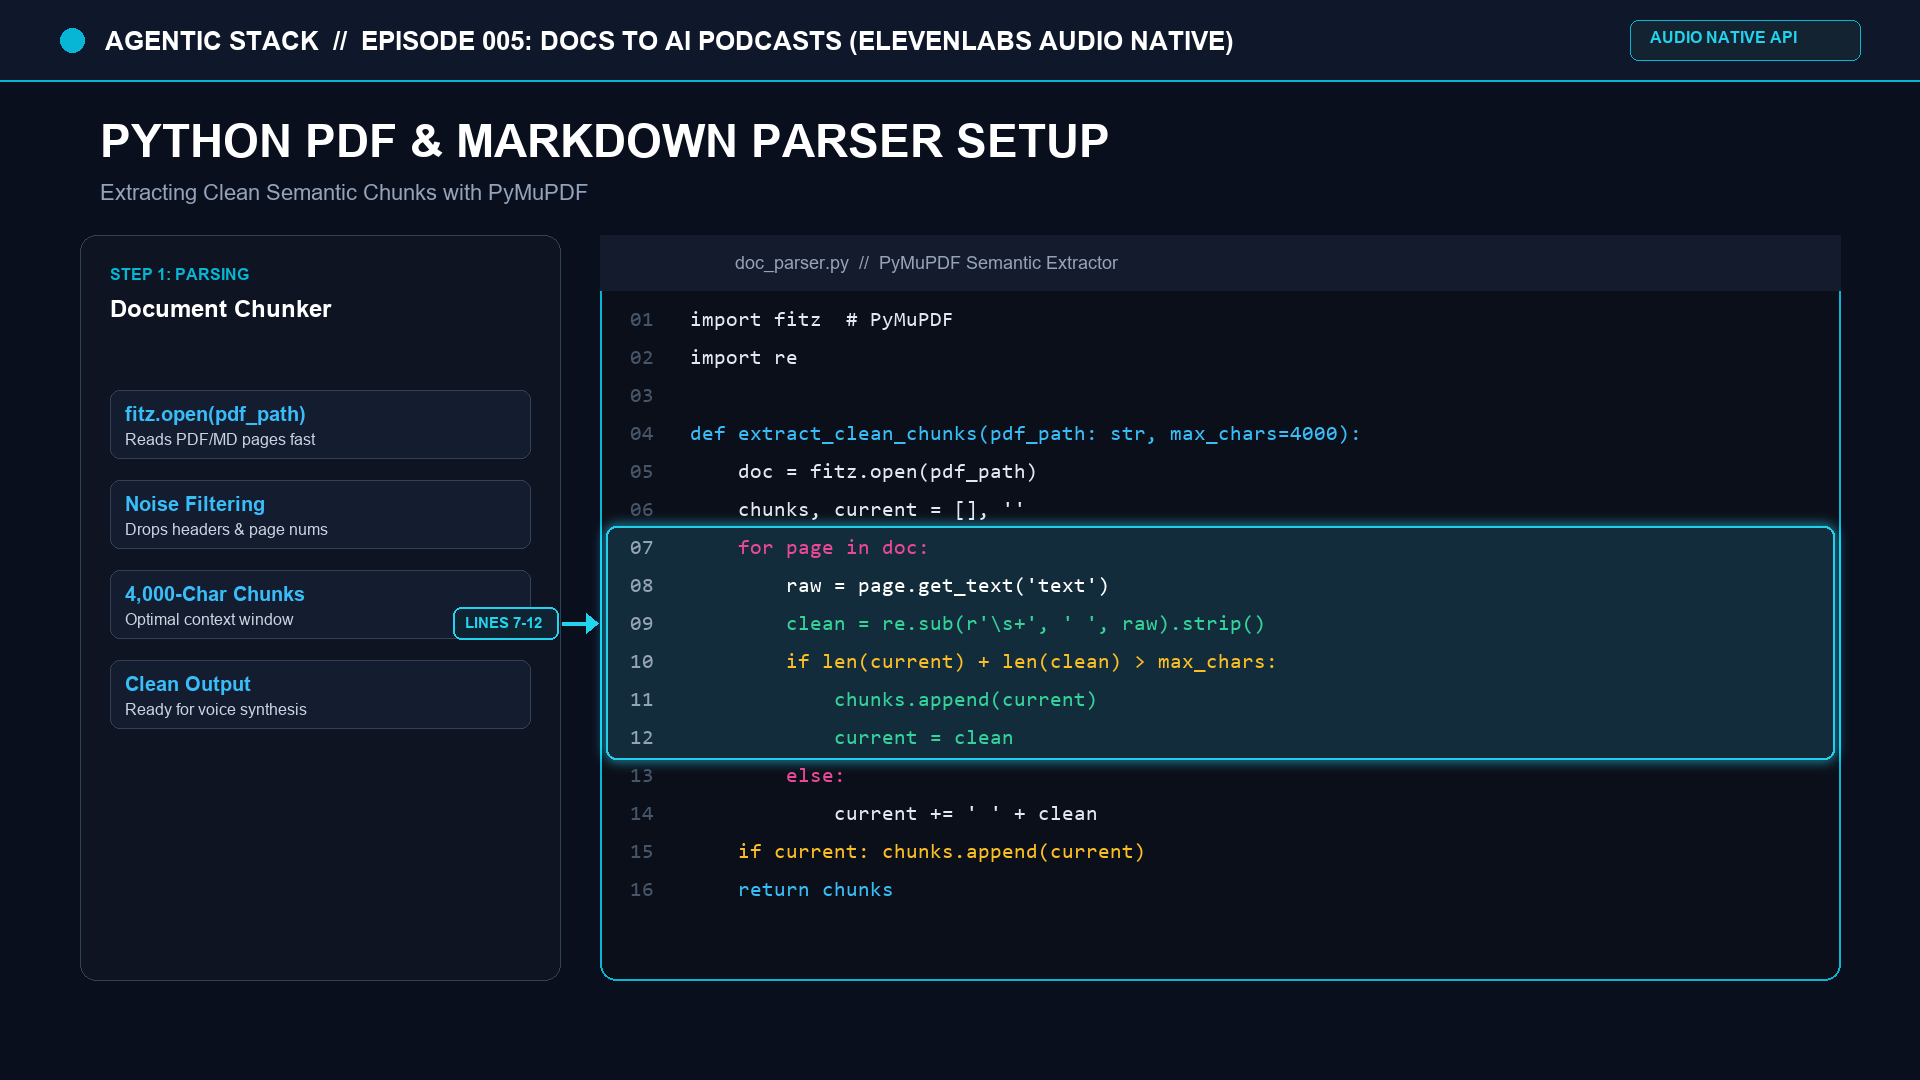 AGENTIC STACK // EPISODE 005: DOCS TO AI PODCASTS (ELEVENLABS AUDIO NATIVE)
AUDIO NATIVE API
PYTHON PDF & MARKDOWN PARSER SETUP
Extracting Clean Semantic Chunks with PyMuPDF
STEP 1: PARSING
Document Chunker
fitz.open(pdf_path)
Reads PDF/MD pages fast
Noise Filtering
Drops headers & page nums
4,000-Char Chunks
Optimal context window
LINES 7-12
Clean Output
Ready for voice synthesis
doc_parser.py // PyMuPDF Semantic Extractor
01 import fitz  # PyMuPDF
02 import re
03
04 def extract_clean_chunks(pdf_path: str, max_chars=4000):
05     doc = fitz.open(pdf_path)
06     chunks, current = [], ''
07     for page in doc:
08         raw = page.get_text('text')
09         clean = re.sub(r'\s+', ' ', raw).strip()
10         if len(current) + len(clean) > max_chars:
11             chunks.append(current)
12             current = clean
13         else:
14             current += ' ' + clean
15     if current: chunks.append(current)
16     return chunks